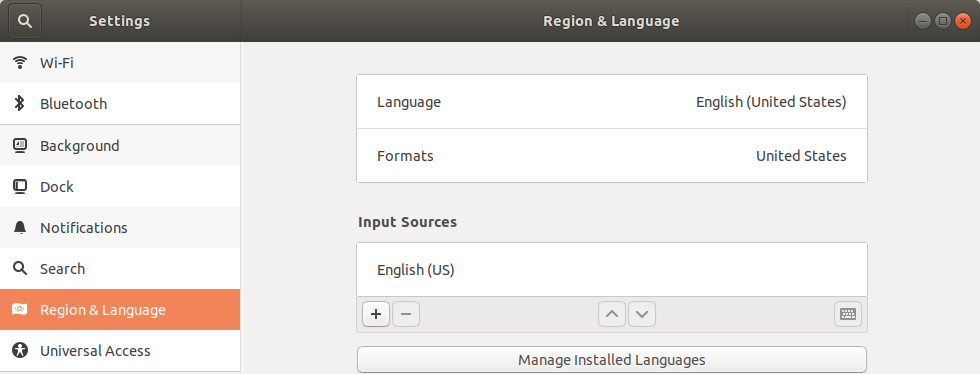 Settings
Region & Language
Wi-Fi
Bluetooth
Background
Dock
Notifications
Search
Region & Language
Universal Access
Language English (United States)
Formats United States
Input Sources
English (US)
Manage Installed Languages